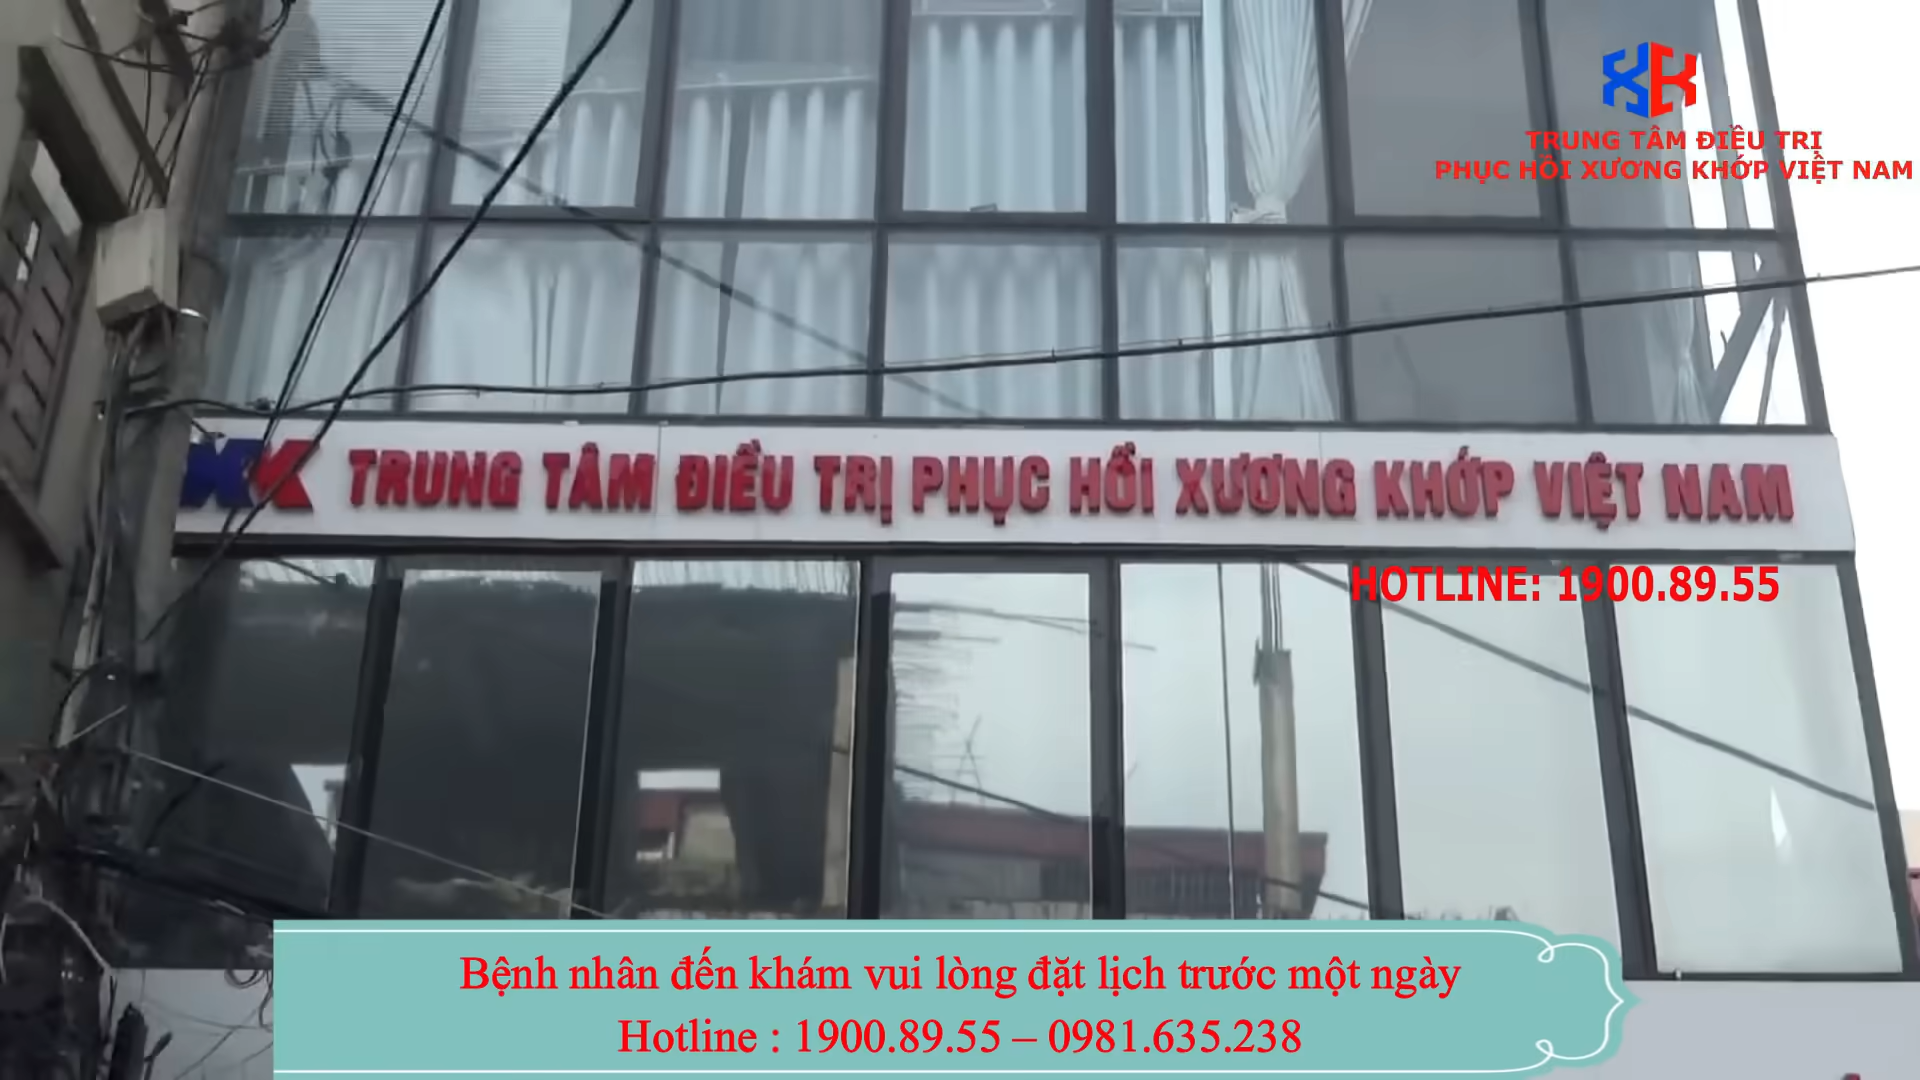 XK
TRUNG TÂM ĐIỀU TRỊ
PHỤC HỒI XƯƠNG KHỚP VIỆT NAM
XK TRUNG TÂM ĐIỀU TRỊ PHỤC HỒI XƯƠNG KHỚP VIỆT NAM
HOTLINE: 1900.89.55
Bệnh nhân đến khám vui lòng đặt lịch trước một ngày
Hotline : 1900.89.55 – 0981.635.238